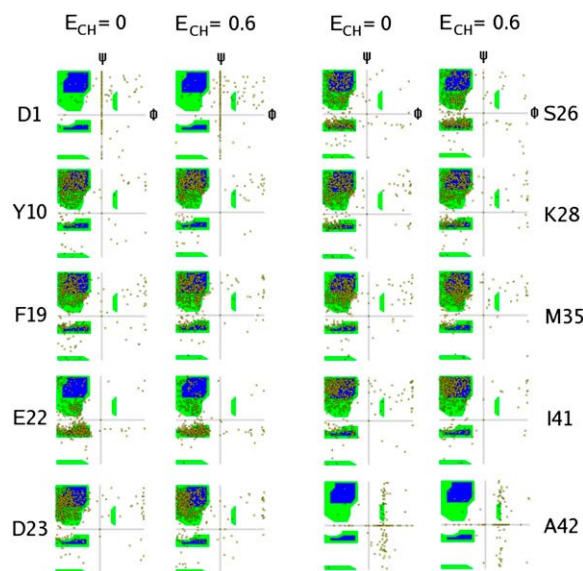 E_CH= 0 E_CH= 0.6 E_CH= 0 E_CH= 0.6
ψ ψ ψ ψ
D1 ϕ ϕ ϕ ϕ S26
Y10 K28
F19 M35
E22 I41
D23 A42